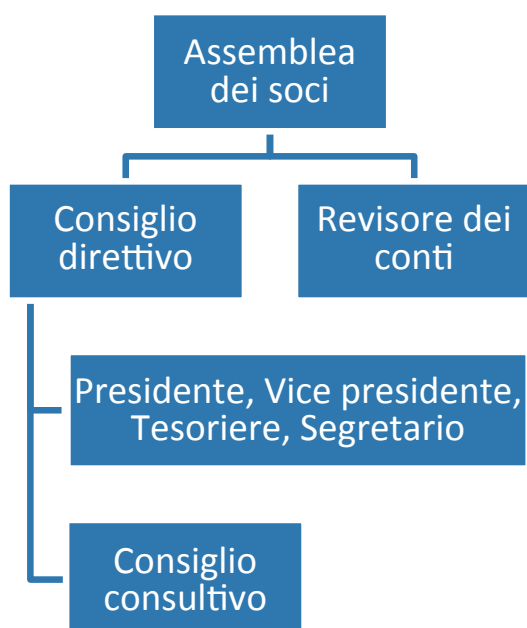 Assemblea
dei soci
Consiglio
direttivo
Revisore dei
conti
Presidente, Vice presidente,
Tesoriere, Segretario
Consiglio
consultivo